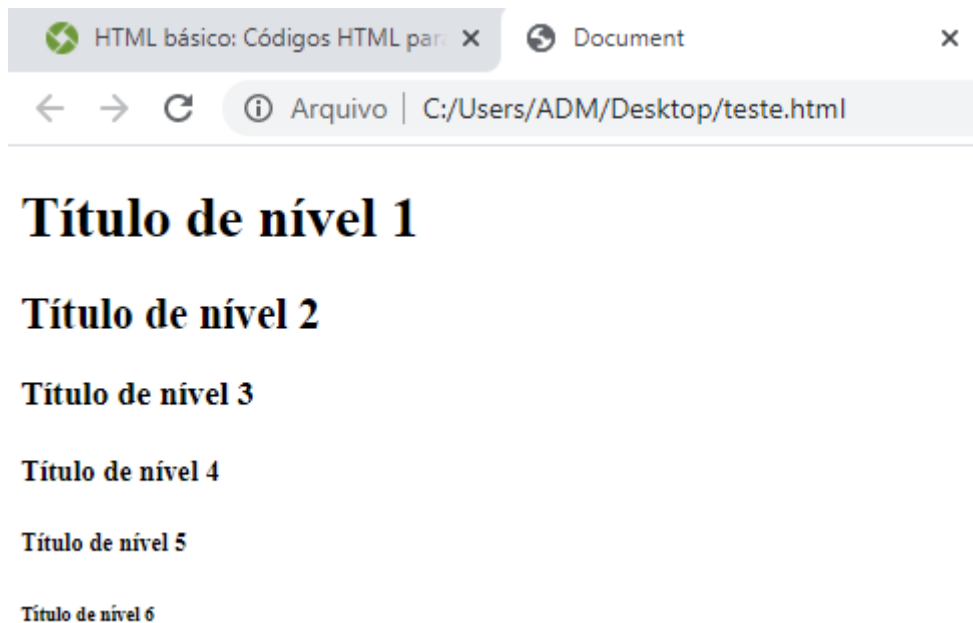 HTML básico: Códigos HTML par
Document
Arquivo | C:/Users/ADM/Desktop/teste.html
Título de nível 1
Título de nível 2
Título de nível 3
Título de nível 4
Título de nível 5
Título de nível 6